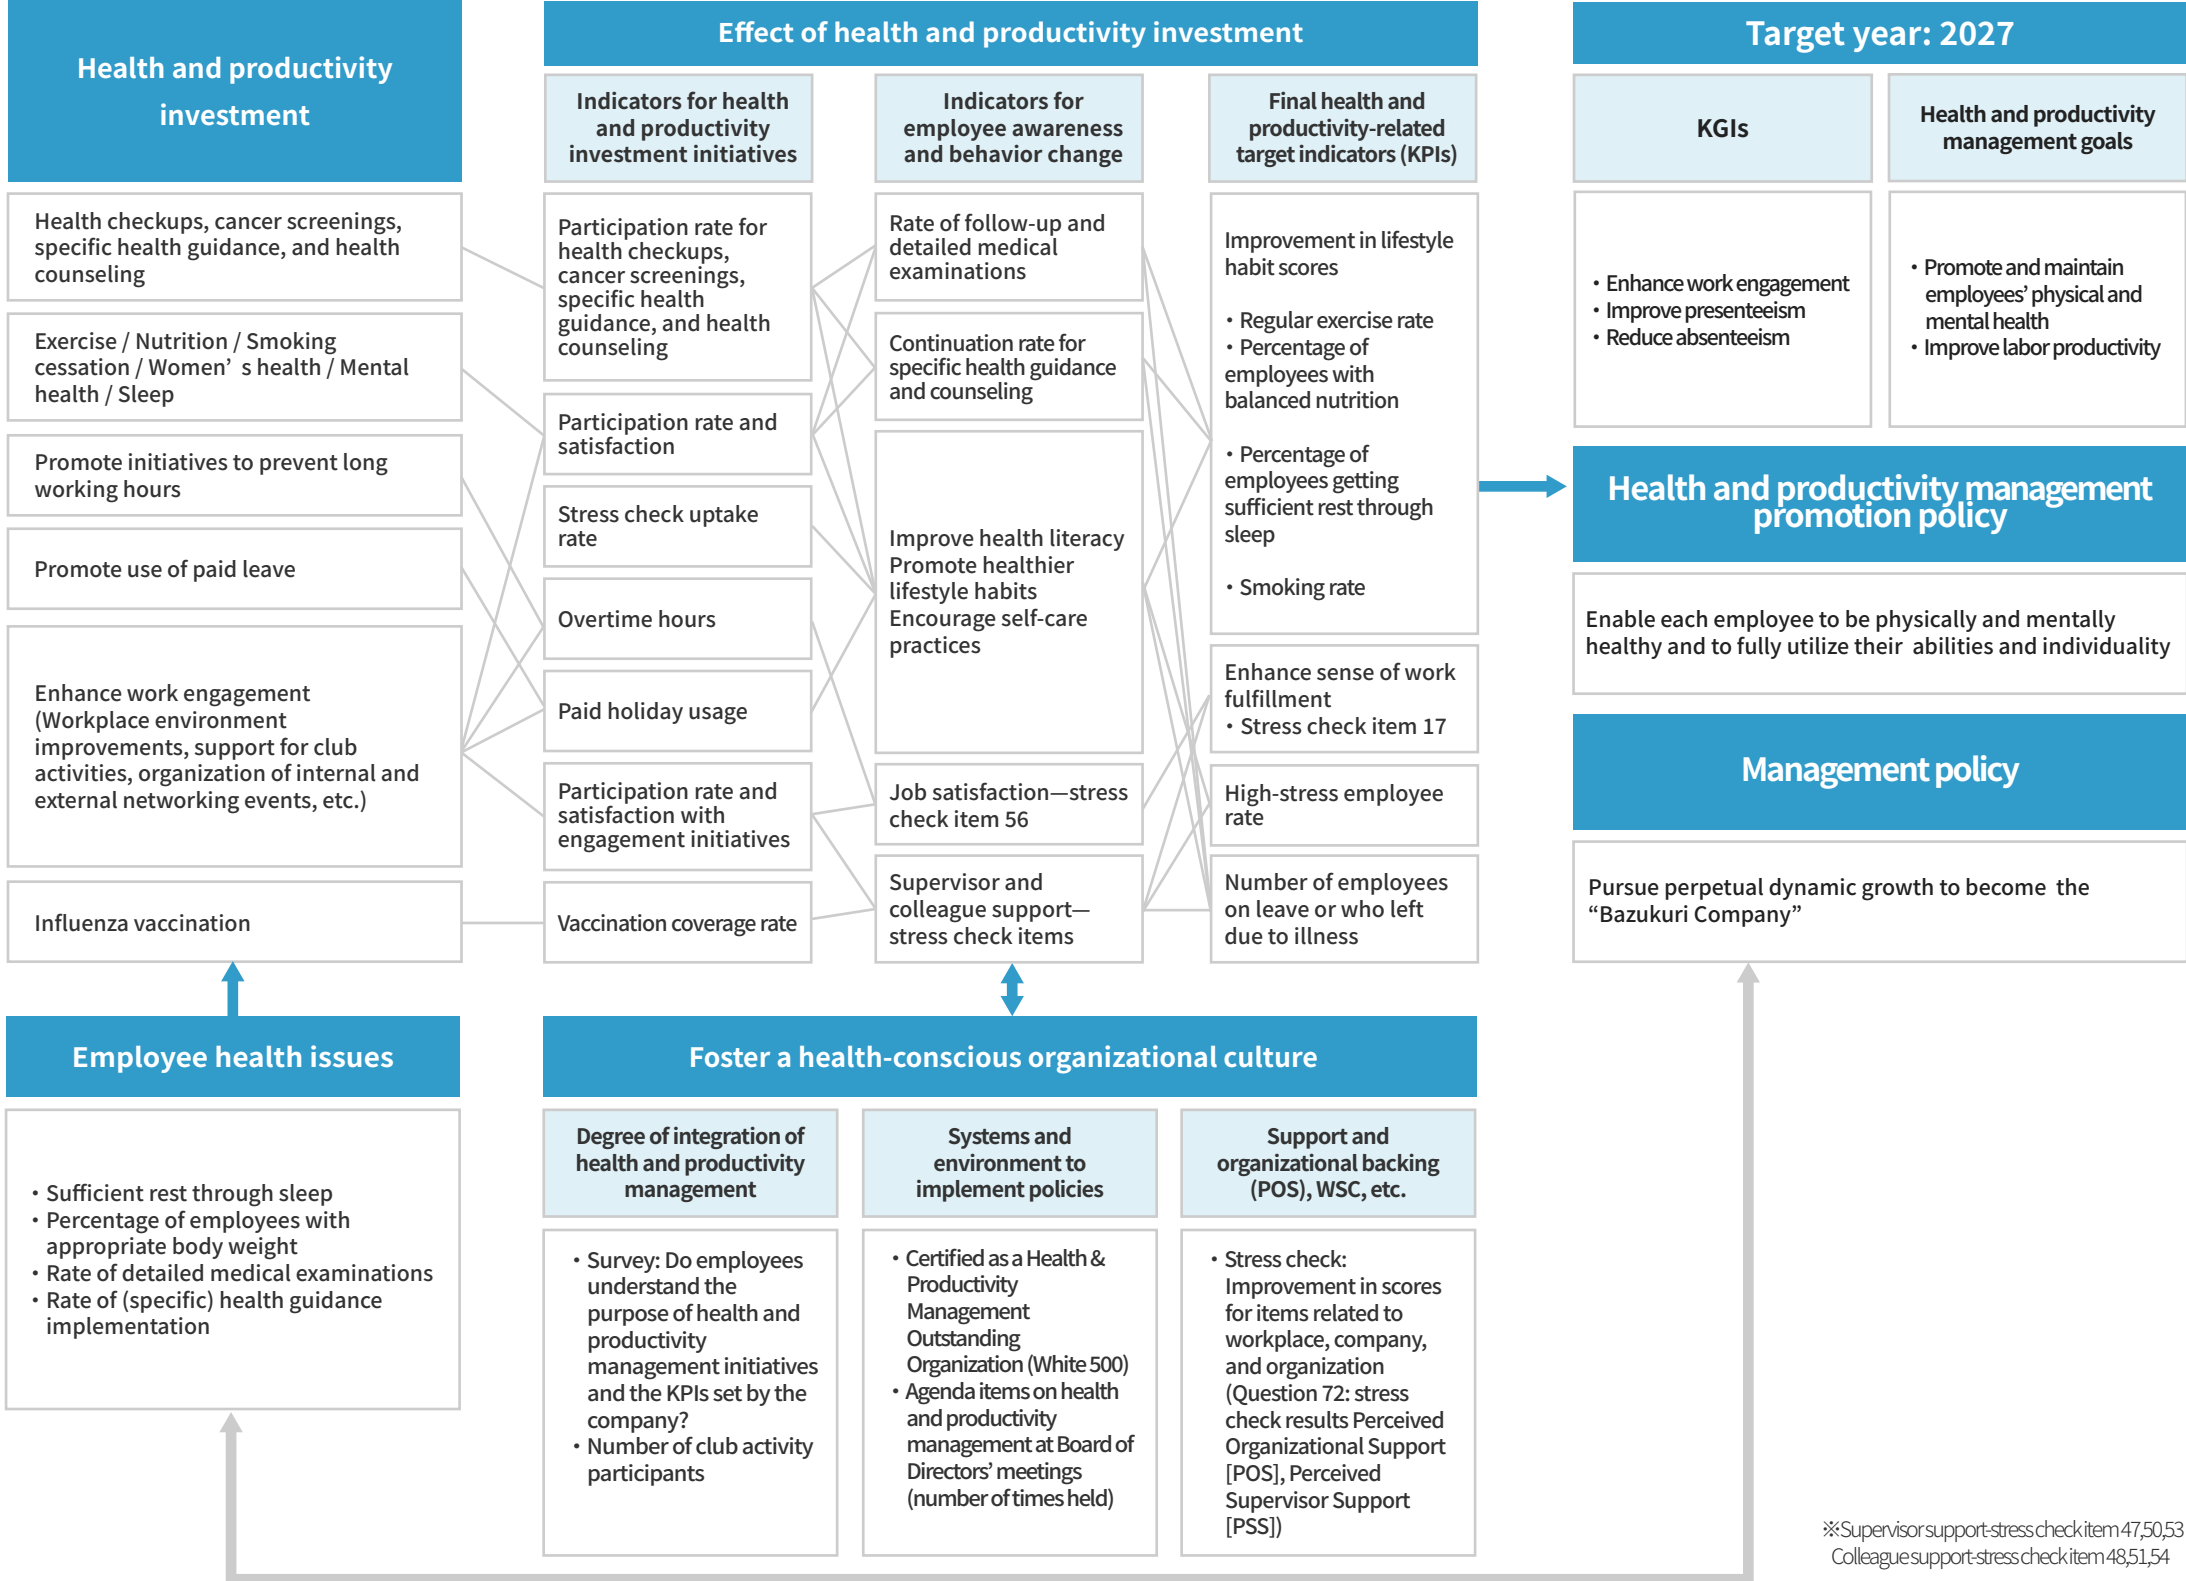 Health and productivity
investment
Health checkups, cancer screenings,
specific health guidance, and health
counseling
Exercise / Nutrition / Smoking
cessation / Women’ s health / Mental
health / Sleep
Promote initiatives to prevent long
working hours
Promote use of paid leave
Enhance work engagement
(Workplace environment
improvements, support for club
activities, organization of internal and
external networking events, etc.)
Influenza vaccination
Effect of health and productivity investment
Indicators for health
and productivity
investment initiatives
Participation rate for
health checkups,
cancer screenings,
specific health
guidance, and health
counseling
Participation rate and
satisfaction
Stress check uptake
rate
Overtime hours
Paid holiday usage
Participation rate and
satisfaction with
engagement initiatives
Vaccination coverage rate
Indicators for
employee awareness
and behavior change
Rate of follow-up and
detailed medical
examinations
Continuation rate for
specific health guidance
and counseling
Improve health literacy
Promote healthier
lifestyle habits
Encourage self-care
practices
Job satisfaction—stress
check item 56
Supervisor and
colleague support—
stress check items
Final health and
productivity-related
target indicators (KPIs)
Improvement in lifestyle
habit scores
・Regular exercise rate
・Percentage of
employees with
balanced nutrition
・Percentage of
employees getting
sufficient rest through
sleep
・Smoking rate
Enhance sense of work
fulfillment
・Stress check item 17
High-stress employee
rate
Number of employees
on leave or who left
due to illness
Target year: 2027
KGIs
・Enhance work engagement
・Improve presenteeism
・Reduce absenteeism
Health and productivity
management goals
・Promote and maintain
employees’ physical and
mental health
・Improve labor productivity
Health and productivity management
promotion policy
Enable each employee to be physically and mentally
healthy and to fully utilize their abilities and individuality
Management policy
Pursue perpetual dynamic growth to become the
“Bazukuri Company”
Employee health issues
・Sufficient rest through sleep
・Percentage of employees with
appropriate body weight
・Rate of detailed medical examinations
・Rate of (specific) health guidance
implementation
Foster a health-conscious organizational culture
Degree of integration of
health and productivity
management
・Survey: Do employees
understand the
purpose of health and
productivity
management initiatives
and the KPIs set by the
company?
・Number of club activity
participants
Systems and
environment to
implement policies
・Certified as a Health &
Productivity
Management
Outstanding
Organization (White 500)
・Agenda items on health
and productivity
management at Board of
Directors’ meetings
(number of times held)
Support and
organizational backing
(POS), WSC, etc.
・Stress check:
Improvement in scores
for items related to
workplace, company,
and organization
(Question 72: stress
check results Perceived
Organizational Support
[POS], Perceived
Supervisor Support
[PSS])
※Supervisor support-stress check item 47,50,53
Colleague support-stress check item 48,51,54